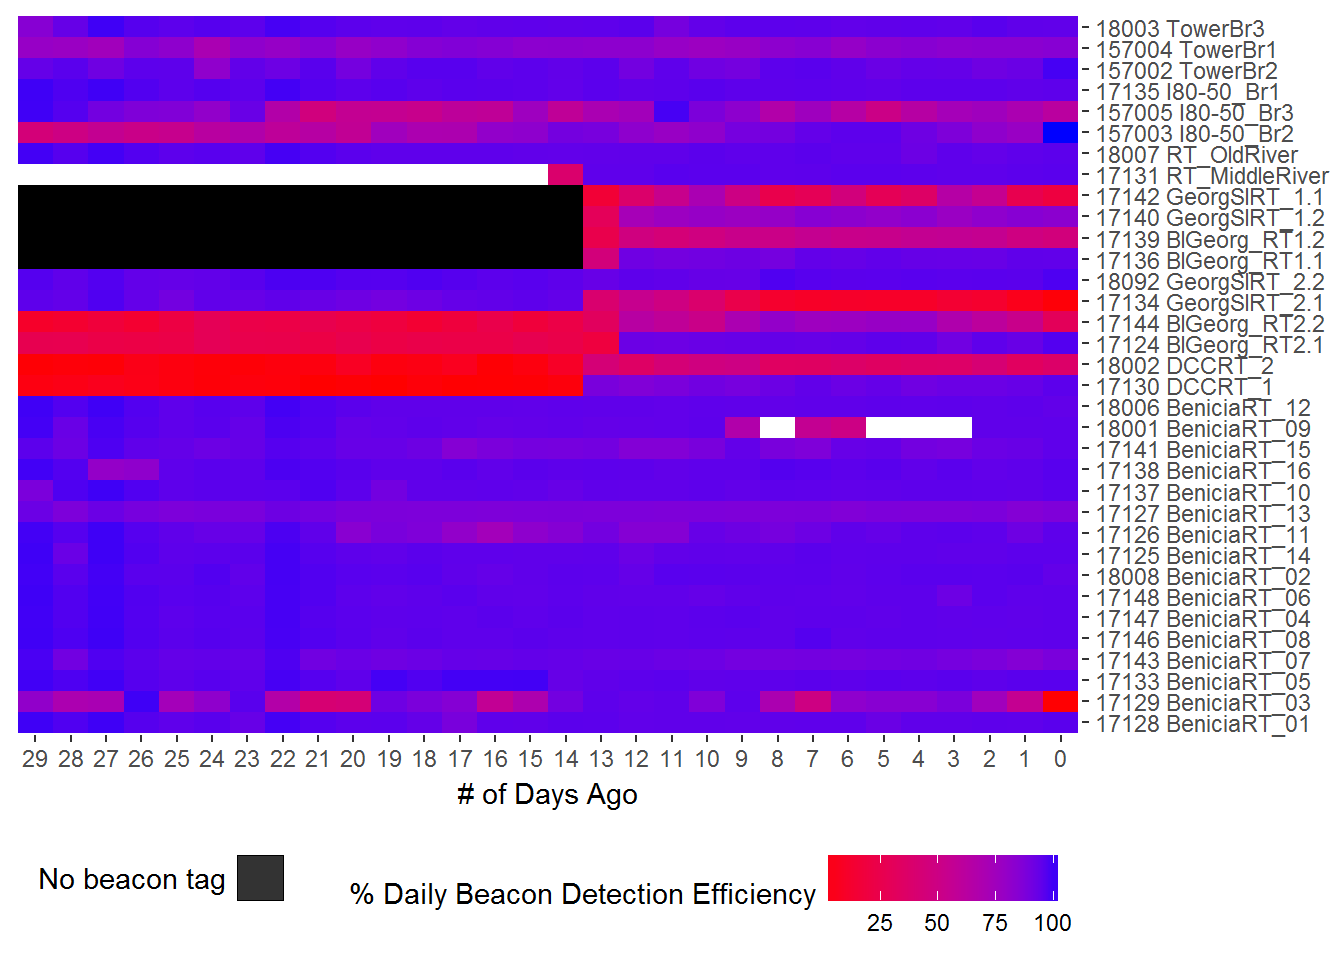 18003 TowerBr3
157004 TowerBr1
157002 TowerBr2
17135 I80-50_Br1
157005 I80-50_Br3
157003 I80-50_Br2
18007 RT_OldRiver
17131 RT_MiddleRiver
17142 GeorgSlRT_1.1
17140 GeorgSlRT_1.2
17139 BlGeorg_RT1.2
17136 BlGeorg_RT1.1
18092 GeorgSlRT_2.2
17134 GeorgSlRT_2.1
17144 BlGeorg_RT2.2
17124 BlGeorg_RT2.1
18002 DCCRT_2
17130 DCCRT_1
18006 BeniciaRT_12
18001 BeniciaRT_09
17141 BeniciaRT_15
17138 BeniciaRT_16
17137 BeniciaRT_10
17127 BeniciaRT_13
17126 BeniciaRT_11
17125 BeniciaRT_14
18008 BeniciaRT_02
17148 BeniciaRT_06
17147 BeniciaRT_04
17146 BeniciaRT_08
17143 BeniciaRT_07
17133 BeniciaRT_05
17129 BeniciaRT_03
17128 BeniciaRT_01
29 28 27 26 25 24 23 22 21 20 19 18 17 16 15 14 13 12 11 10 9 8 7 6 5 4 3 2 1 0
# of Days Ago
No beacon tag
% Daily Beacon Detection Efficiency
25 50 75 100